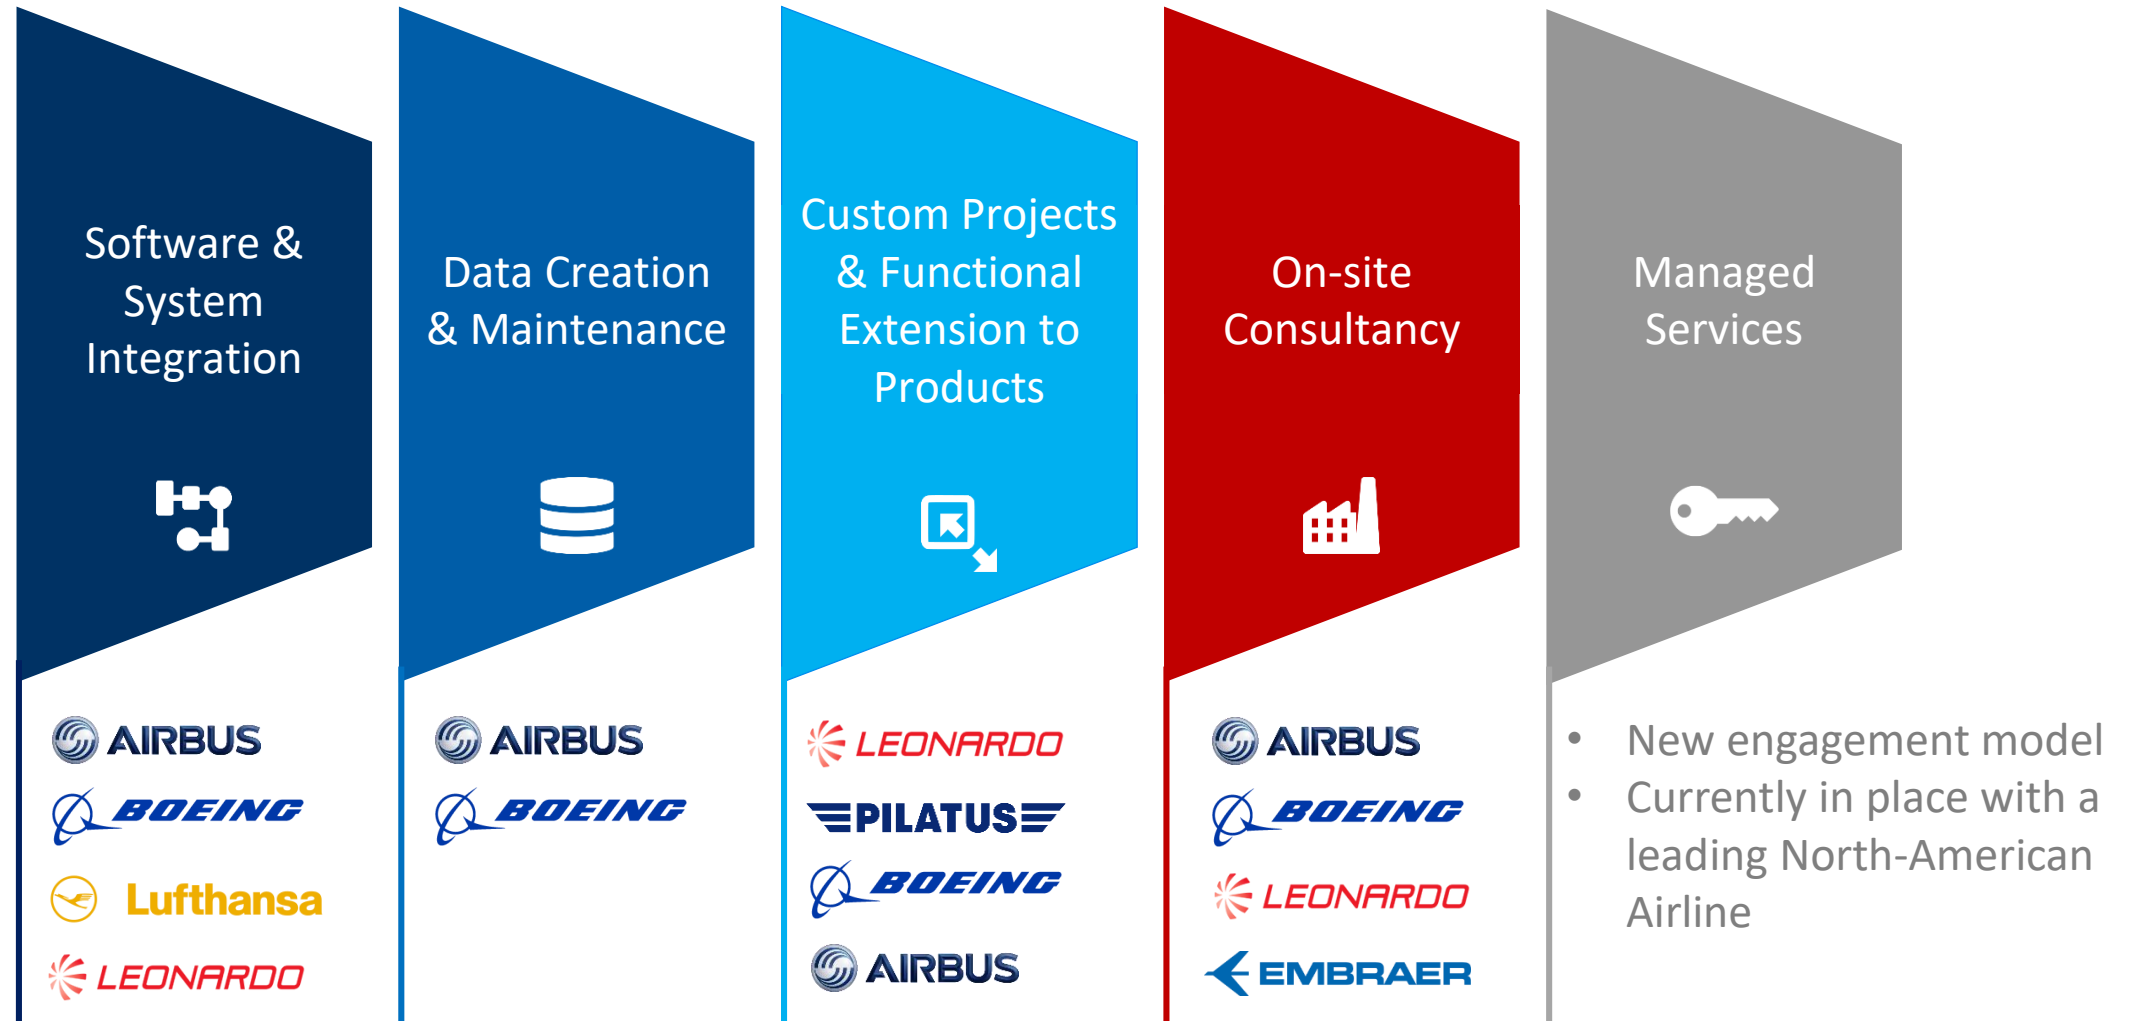 Software &
System
Integration
Data Creation
& Maintenance
Custom Projects
& Functional
Extension to
Products
On-site
Consultancy
Managed
Services
AIRBUS
BOEING
Lufthansa
LEONARDO
AIRBUS
BOEING
LEONARDO
PILATUS
BOEING
AIRBUS
AIRBUS
BOEING
LEONARDO
EMBRAER
• New engagement model
• Currently in place with a
leading North-American
Airline